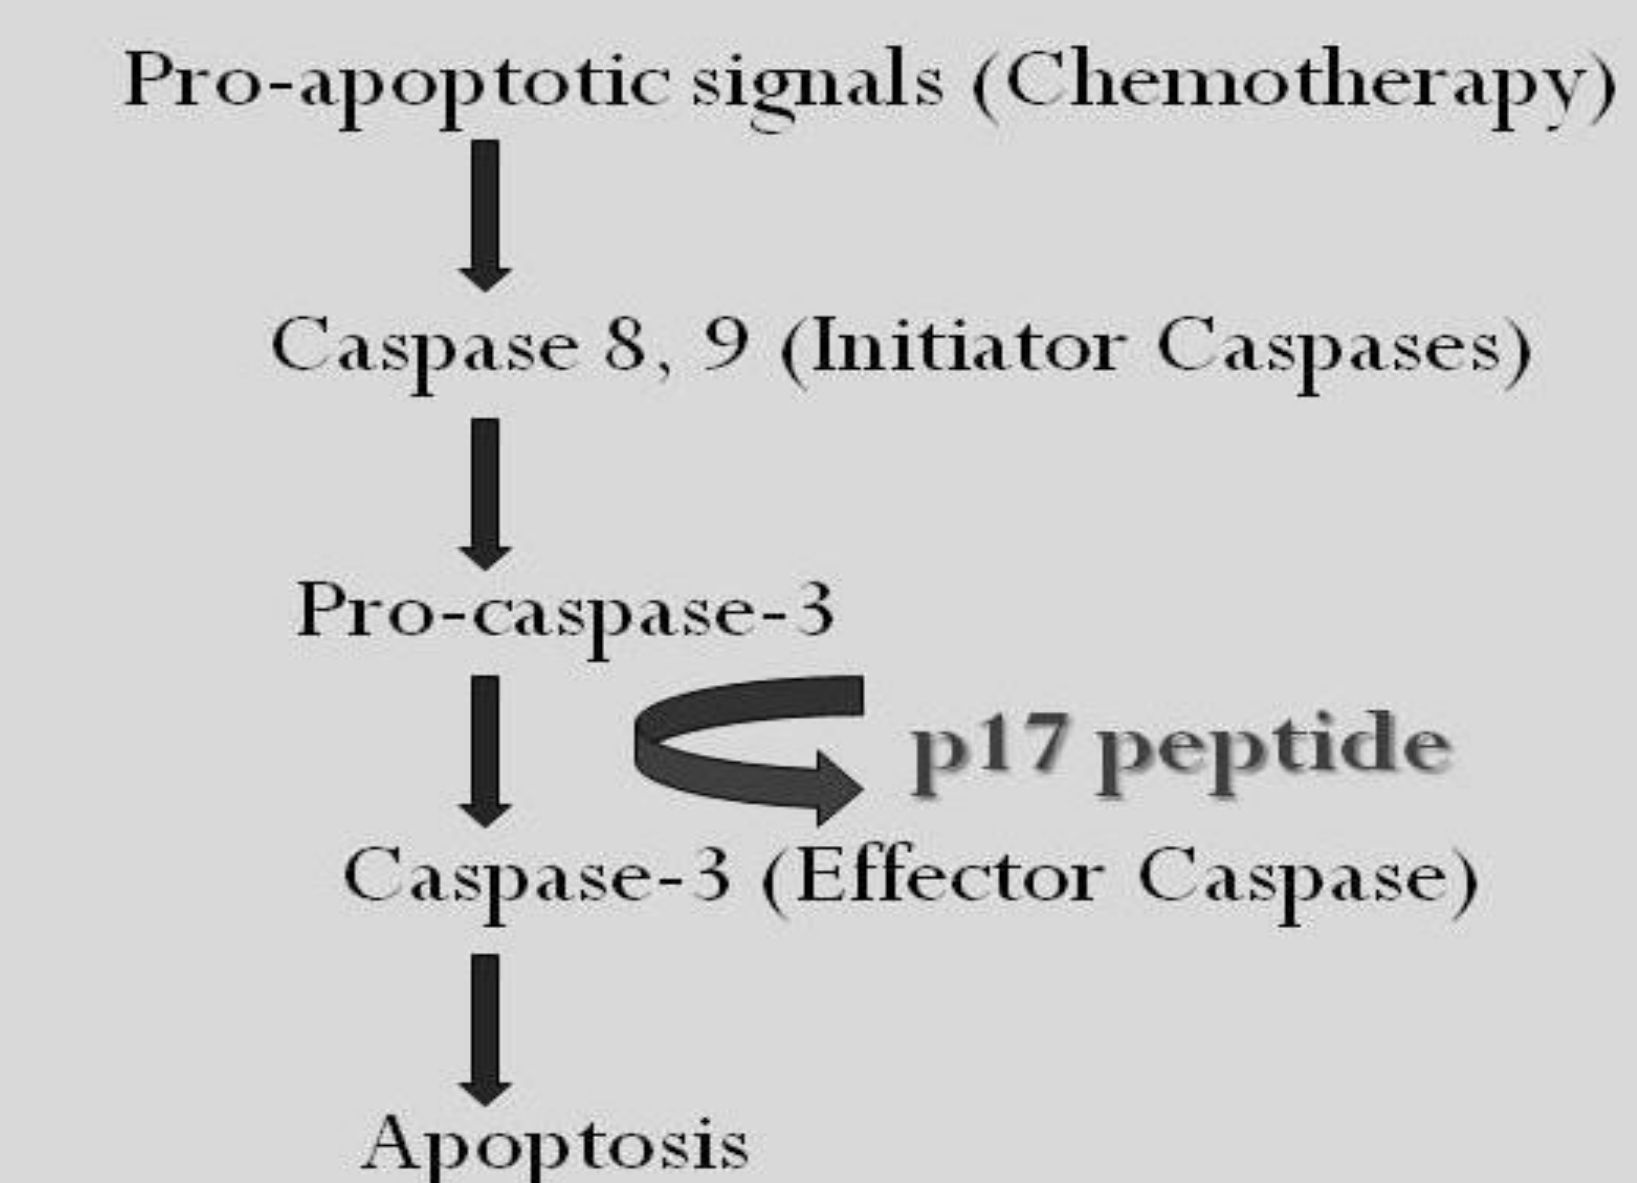 Pro-apoptotic signals (Chemotherapy)
Caspase 8, 9 (Initiator Caspases)
Pro-caspase-3
p17 peptide
Caspase-3 (Effector Caspase)
Apoptosis